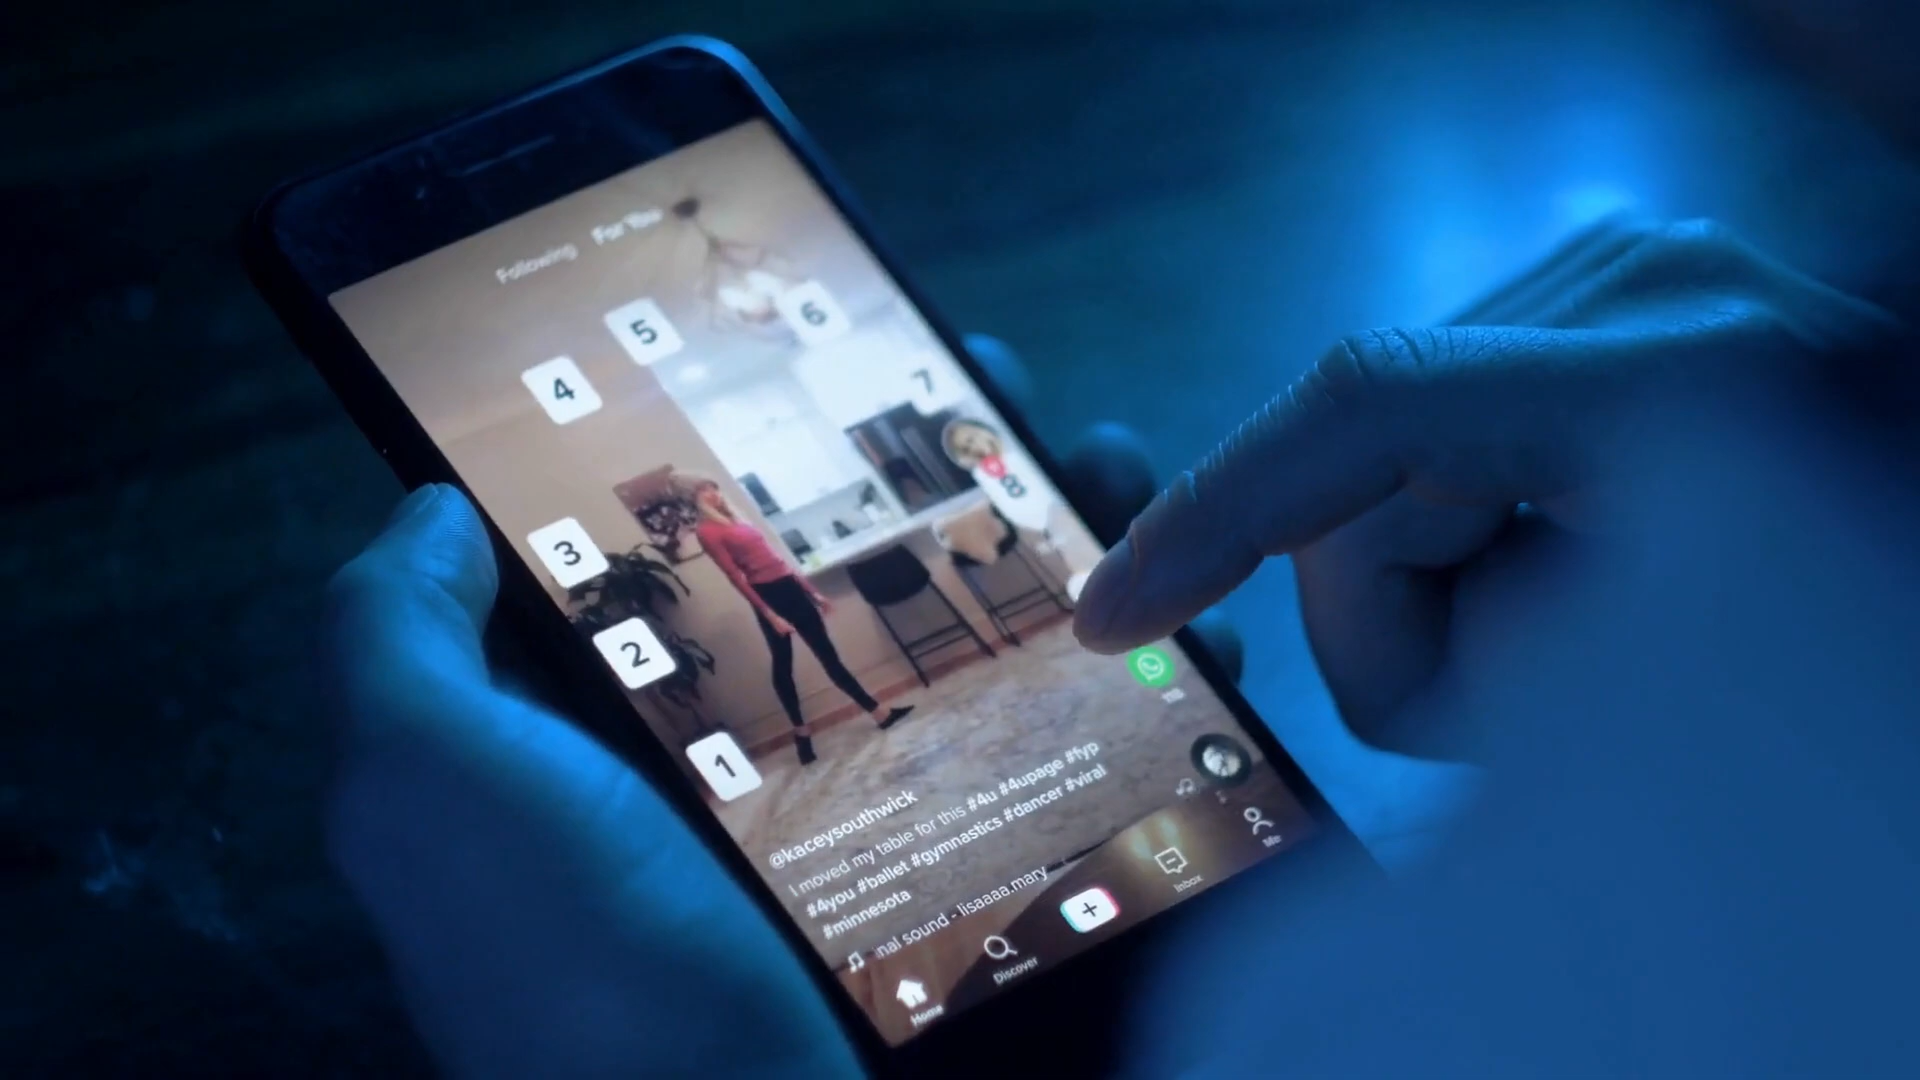 Following For You
5
6
4
7
8
3
2
1
@kaceysouthwick
I moved my table for this #4u #4upage #fyp
#4you #ballet #gymnastics #dancer #viral
#minnesota
nal sound - lisaaaa.mary
Home
Discover
Inbox
Me